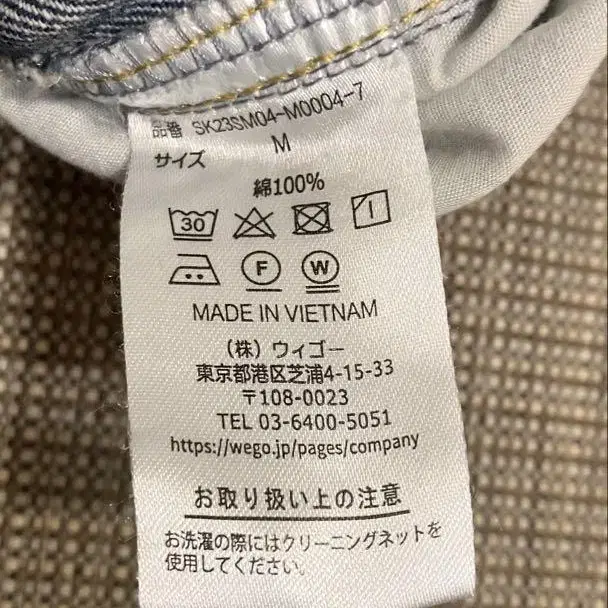 品番 SK23SM04-M0004-7
サイズ M
綿100%
30
F W
MADE IN VIETNAM
（株）ウィゴー
東京都港区芝浦4-15-33
〒108-0023
TEL 03-6400-5051
https://wego.jp/pages/company
お取り扱い上の注意
お洗濯の際にはクリーニングネットを
使用してください。